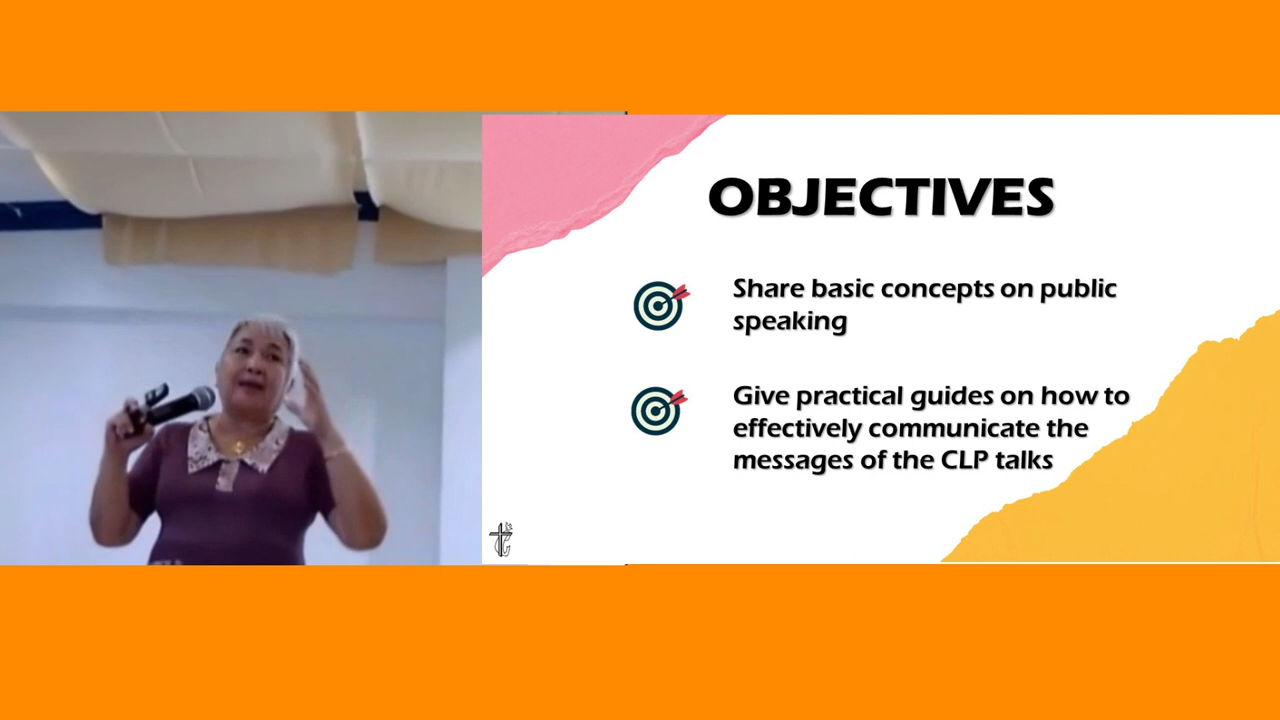 OBJECTIVES
Share basic concepts on public
speaking
Give practical guides on how to
effectively communicate the
messages of the CLP talks